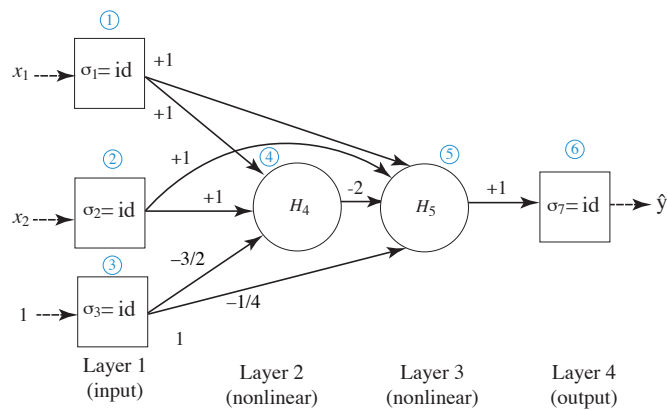 ①
+1
x₁
σ₁= id
+1
②
④
⑤
⑥
+1
x₂
σ₂= id
+1
H₄
-2
H₅
+1
σ₇= id
ŷ
③
–3/2
1
σ₃= id
–1/4
1
Layer 1
(input)
Layer 2
(nonlinear)
Layer 3
(nonlinear)
Layer 4
(output)